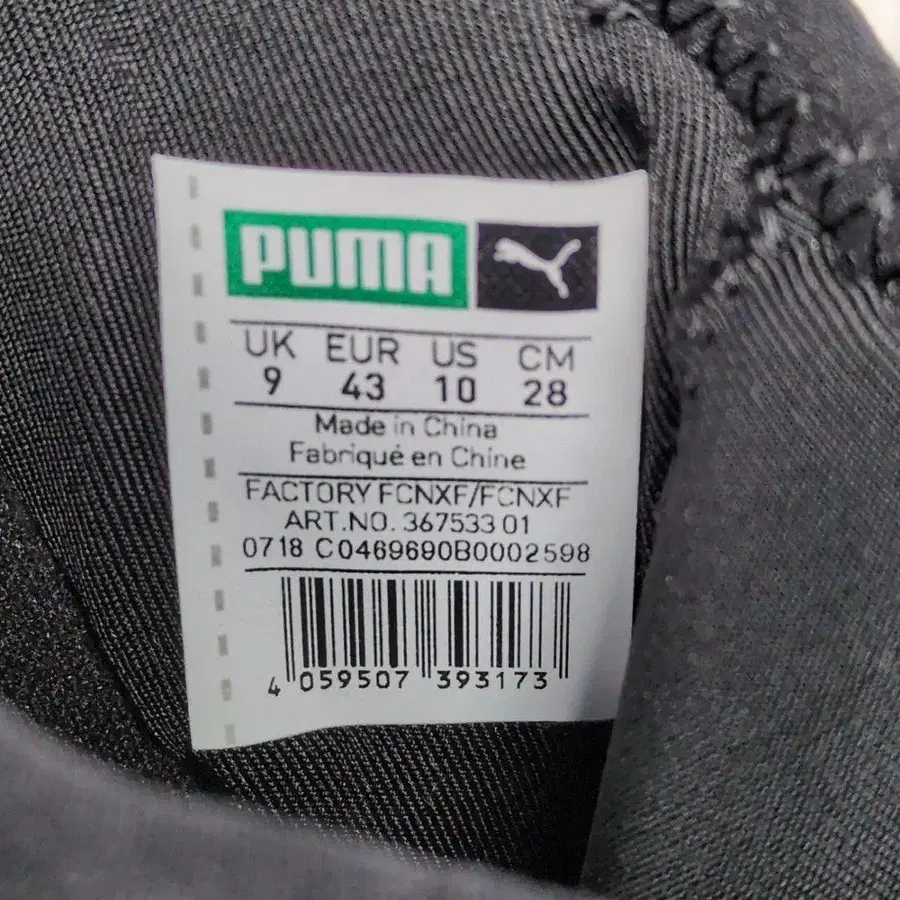 PUMA
UK EUR US CM
9 43 10 28
Made in China
Fabriqué en Chine
FACTORY FCNXF/FCNXF
ART.NO. 367533 01
0718 C0469690B0002598
4 059507 393173